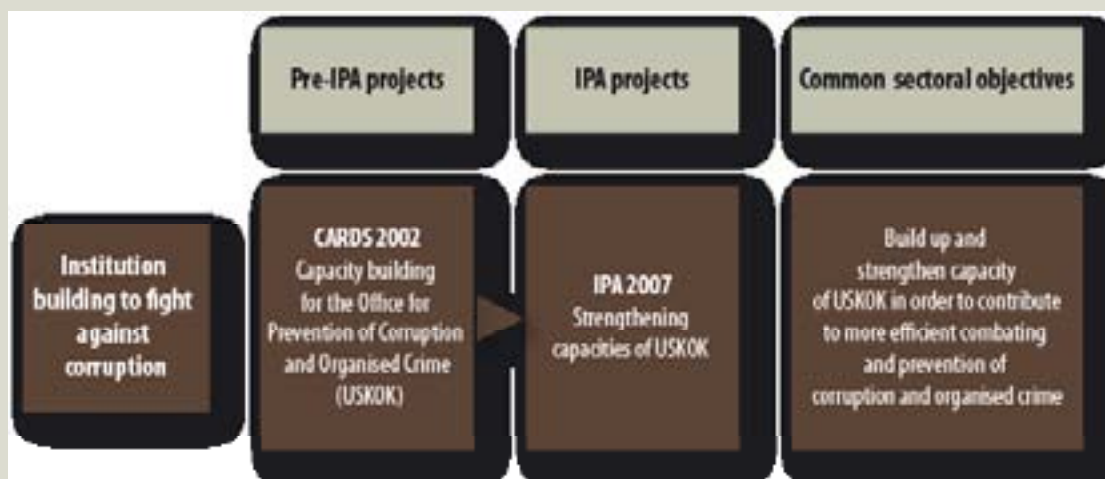 Pre-IPA projects
IPA projects
Common sectoral objectives
Institution
building to fight
against
corruption
CARDS 2002
Capacity building
for the Office for
Prevention of Corruption
and Organised Crime
(USKOK)
IPA 2007
Strengthening
capacities of USKOK
Build up and
strengthen capacity
of USKOK in order to contribute
to more efficient combating
and prevention of
corruption and organised crime